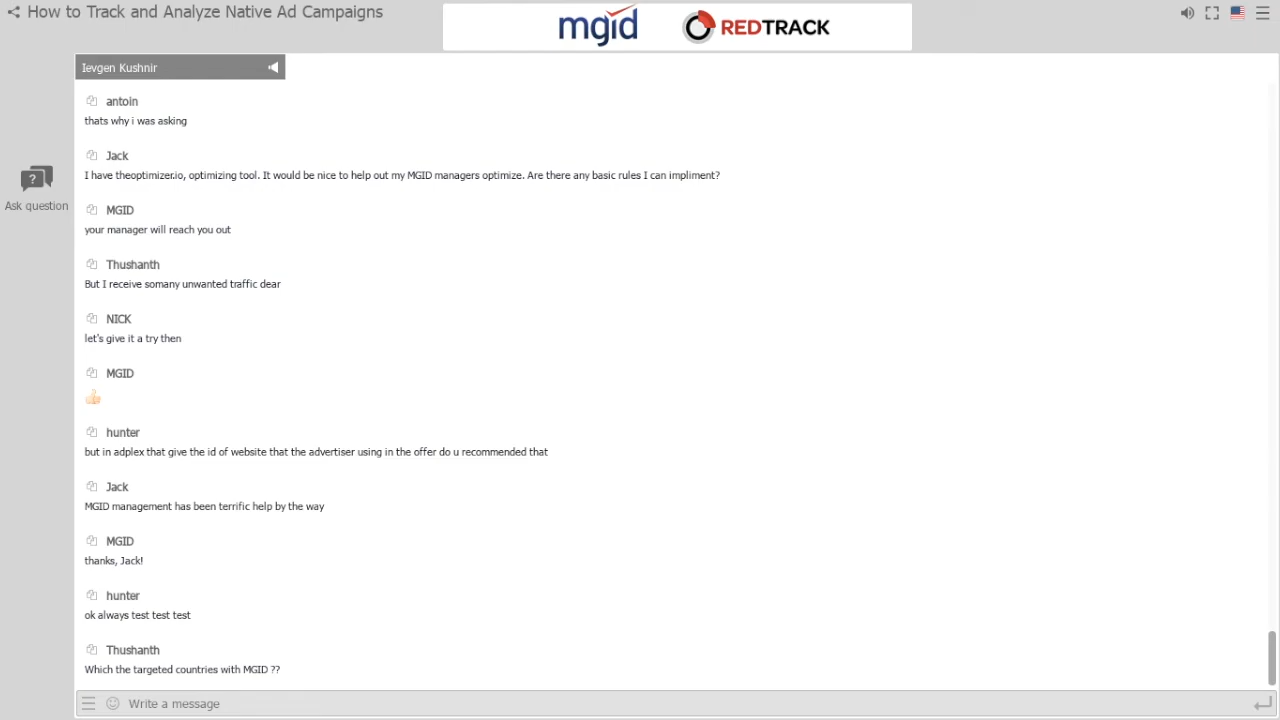 How to Track and Analyze Native Ad Campaigns
mgid REDTRACK
Ievgen Kushnir
antoin
thats why i was asking
Jack
I have theoptimizer.io, optimizing tool. It would be nice to help out my MGID managers optimize. Are there any basic rules I can impliment?
Ask question
MGID
your manager will reach you out
Thushanth
But I receive somany unwanted traffic dear
NICK
let's give it a try then
MGID
hunter
but in adplex that give the id of website that the advertiser using in the offer do u recommended that
Jack
MGID management has been terrific help by the way
MGID
thanks, Jack!
hunter
ok always test test test
Thushanth
Which the targeted countries with MGID ??
Write a message